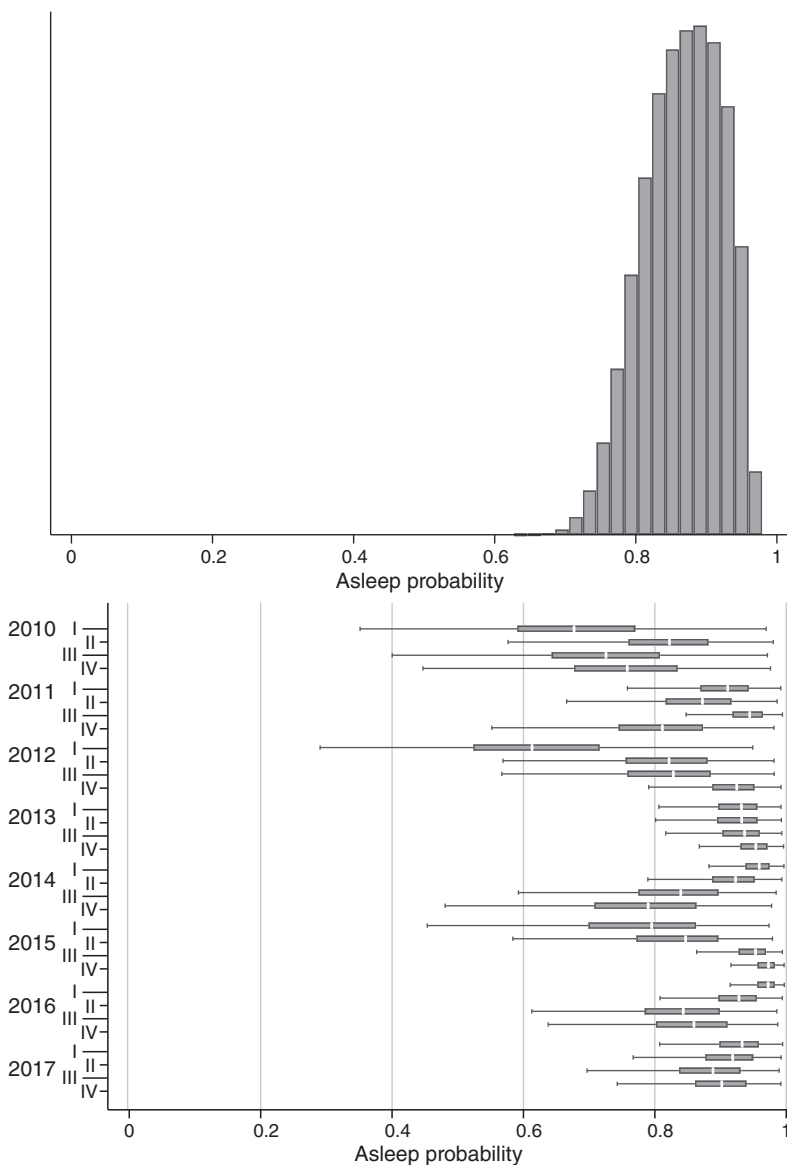 0 0.2 0.4 0.6 0.8 1
Asleep probability
2010 I
II
III
IV
2011 I
II
III
IV
2012 I
II
III
IV
2013 I
II
III
IV
2014 I
II
III
IV
2015 I
II
III
IV
2016 I
II
III
IV
2017 I
II
III
IV
0 0.2 0.4 0.6 0.8 1
Asleep probability